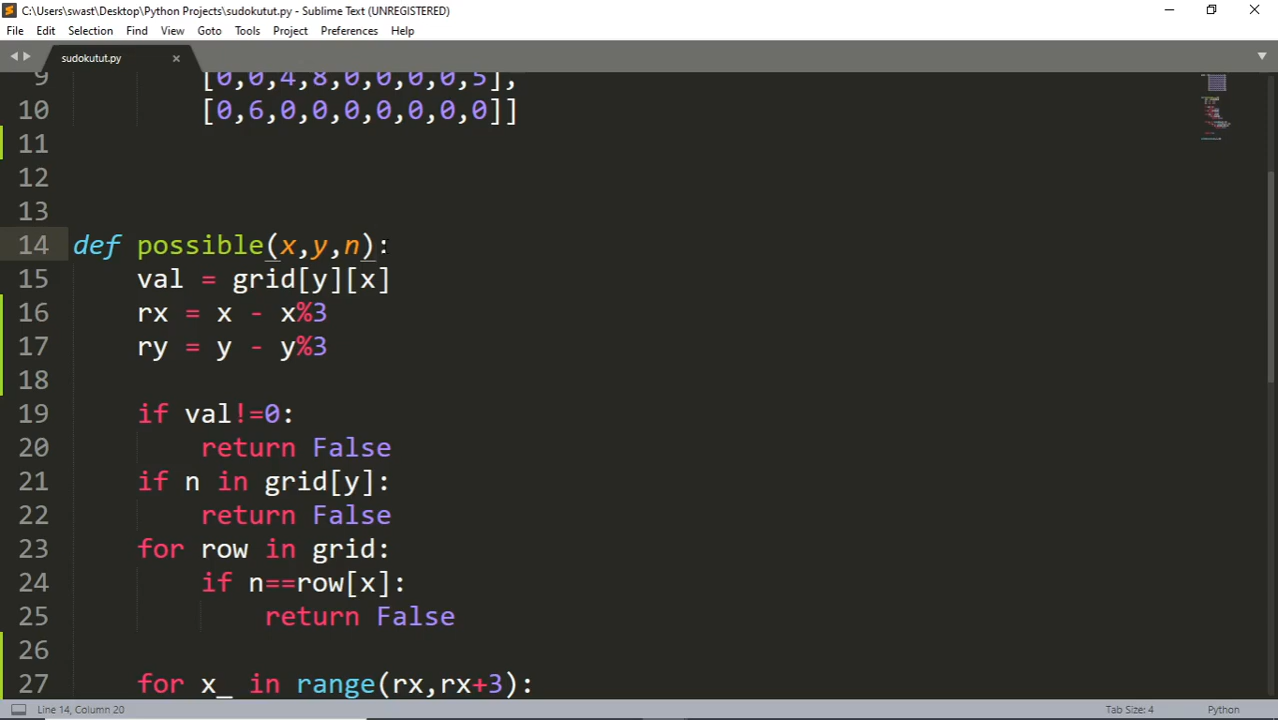 C:\Users\swast\Desktop\Python Projects\sudokutut.py - Sublime Text (UNREGISTERED)
File Edit Selection Find View Goto Tools Project Preferences Help
sudokutut.py
9 [0,0,4,8,0,0,0,0,5],
10 [0,6,0,0,0,0,0,0,0]]
11
12
13
14 def possible(x,y,n):
15 val = grid[y][x]
16 rx = x - x%3
17 ry = y - y%3
18
19 if val!=0:
20 return False
21 if n in grid[y]:
22 return False
23 for row in grid:
24 if n==row[x]:
25 return False
26
27 for x_ in range(rx,rx+3):
Line 14, Column 20 Tab Size: 4 Python